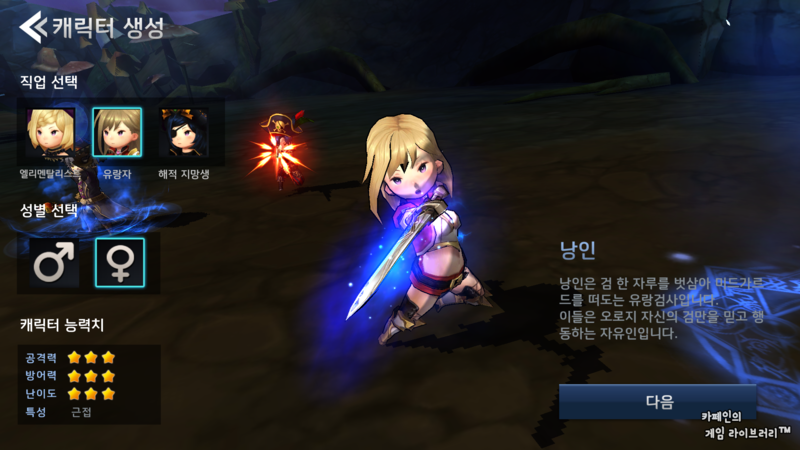 캐릭터 생성
직업 선택
엘리멘탈리스트
유랑자
해적 지망생
성별 선택
캐릭터 능력치
공격력
방어력
난이도
특성 근접
낭인
낭인은 검 한 자루를 벗삼아 미드가르
드를 떠도는 유랑검사입니다.
이들은 오로지 자신의 검만을 믿고 행
동하는 자유인입니다.
다음
카페인의
게임 라이브러리™